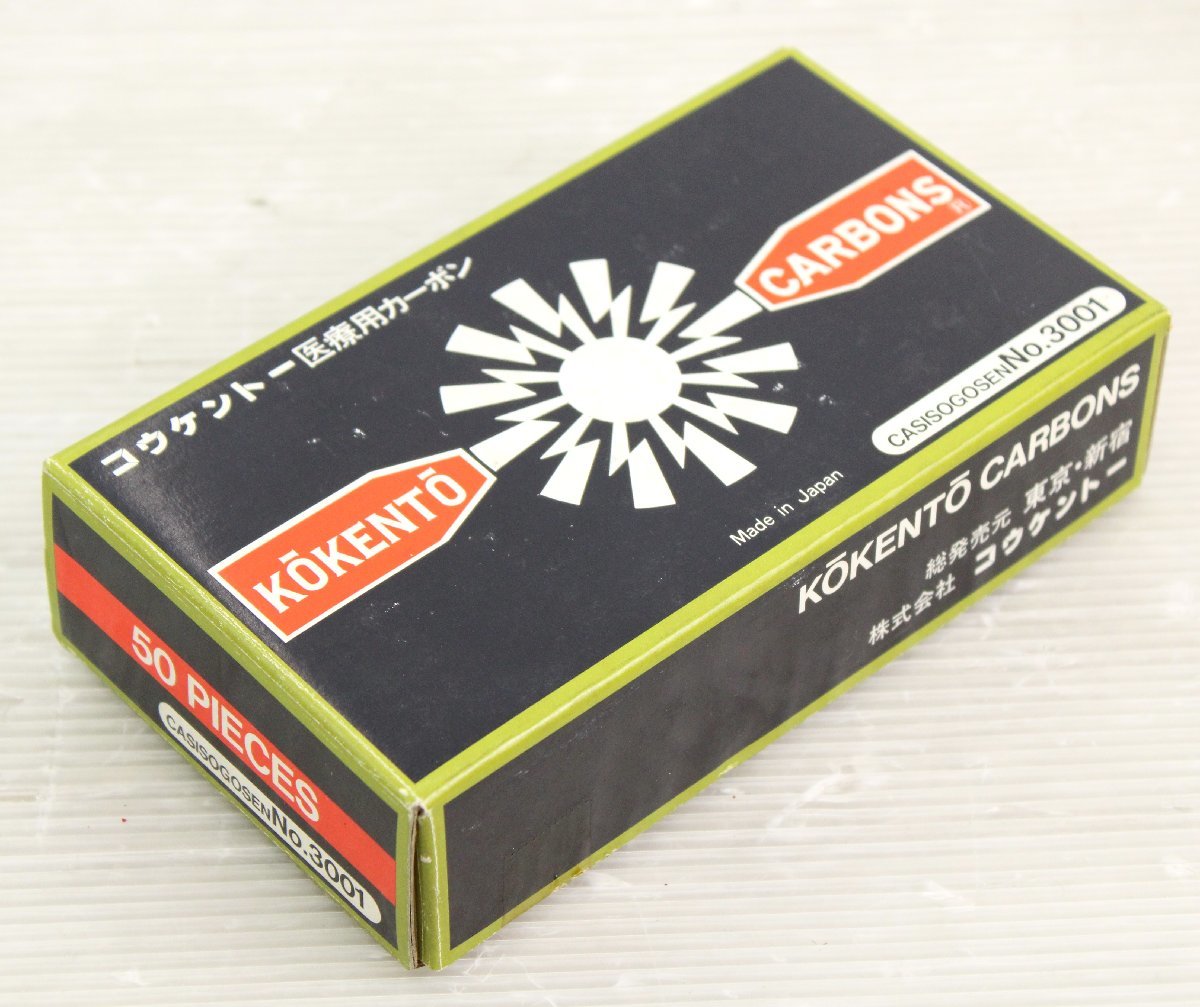 コウケントー医療用カーボン
CARBONS
R
KŌKENTŌ
CASISOGOSEN No.3001
Made in Japan
KŌKENTŌ CARBONS
総発売元 東京・新宿
株式会社 コウケントー
50 PIECES
CASISOGOSEN No.3001